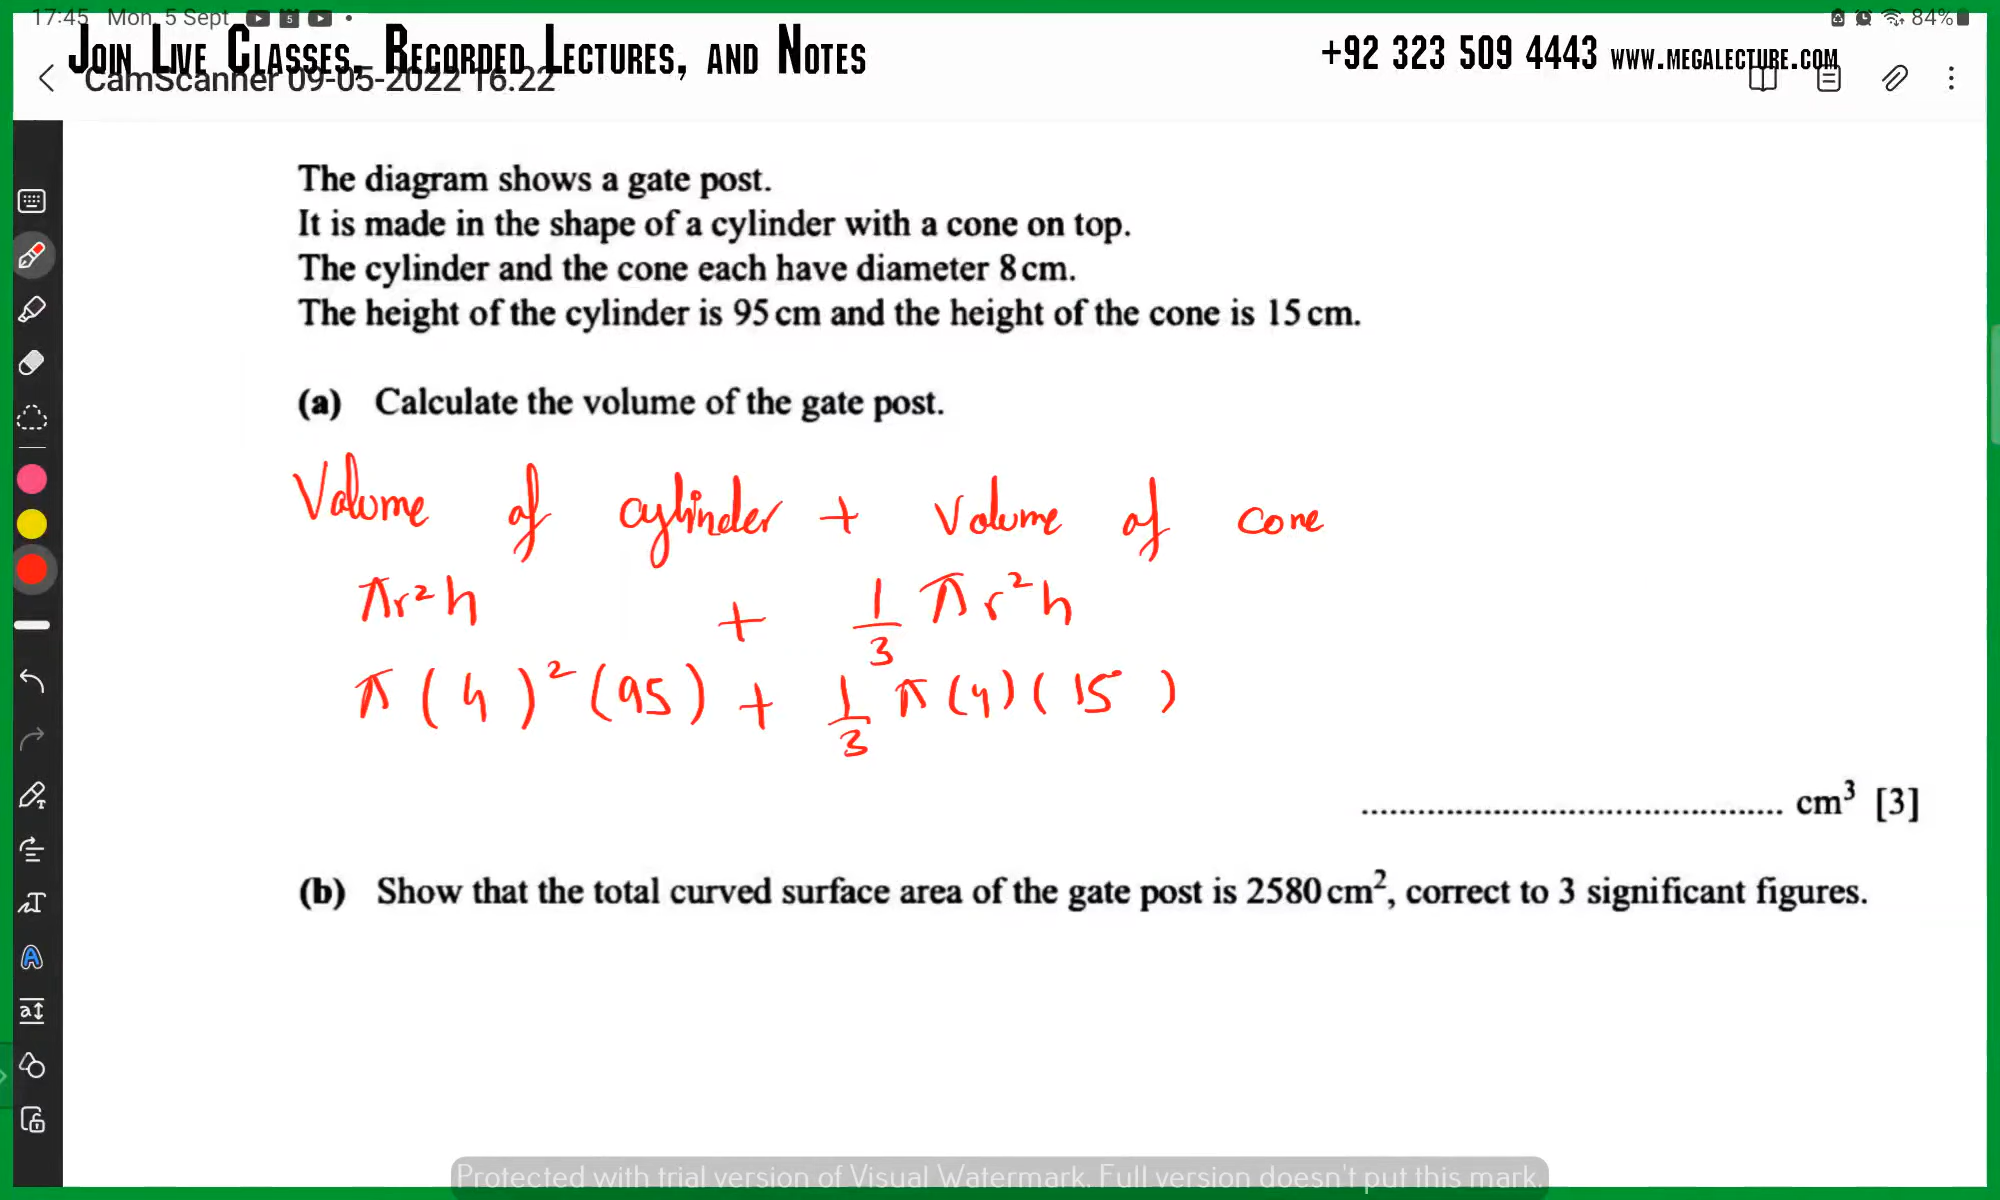 17:45 Mon, 5 Sept 84%
JOIN LIVE CLASSES, RECORDED LECTURES, AND NOTES
+92 323 509 4443 WWW.MEGALECTURE.COM
CamScanner 09-05-2022 16.22
The diagram shows a gate post.
It is made in the shape of a cylinder with a cone on top.
The cylinder and the cone each have diameter 8 cm.
The height of the cylinder is 95 cm and the height of the cone is 15 cm.
(a) Calculate the volume of the gate post.
Volume of cylinder + Volume of cone
πr²h + 1/3 πr²h
π(4)²(95) + 1/3 π(4)(15)
.............................................. cm³ [3]
(b) Show that the total curved surface area of the gate post is 2580 cm², correct to 3 significant figures.
Protected with trial version of Visual Watermark. Full version doesn't put this mark.